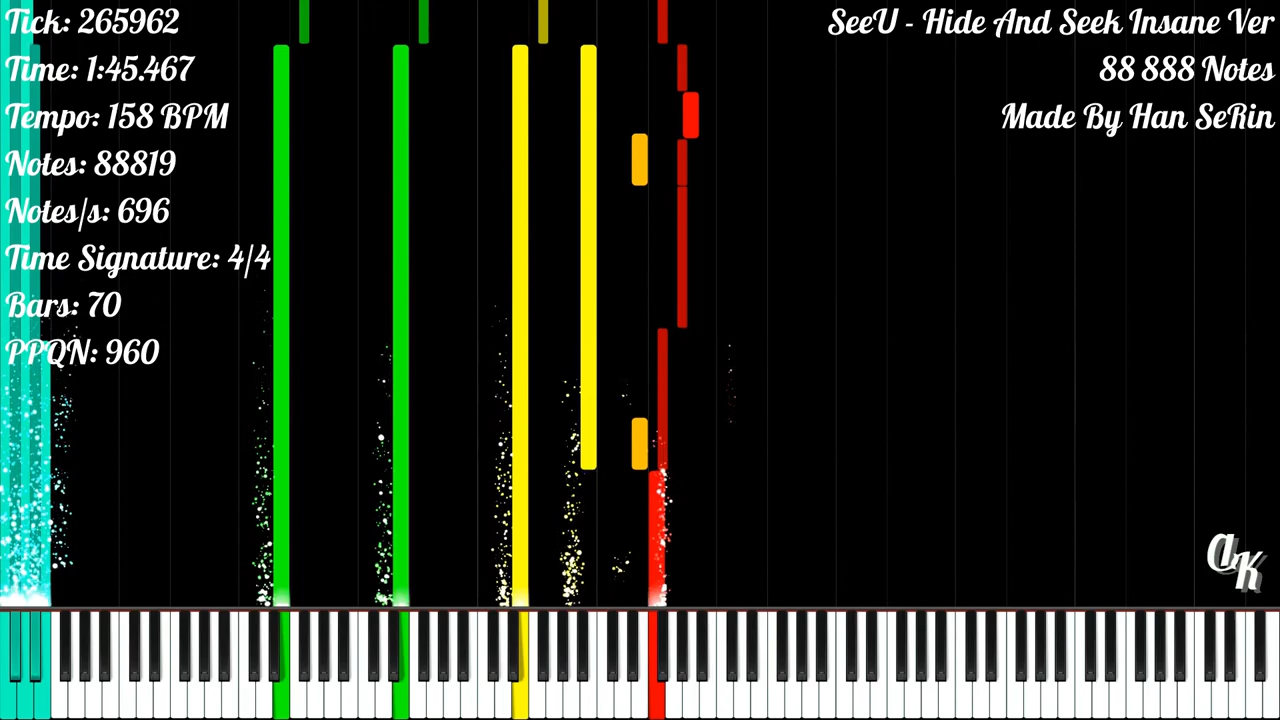 Tick: 265962
Time: 1:45.467
Tempo: 158 BPM
Notes: 88819
Notes/s: 696
Time Signature: 4/4
Bars: 70
PPQN: 960
SeeU - Hide And Seek Insane Ver
88 888 Notes
Made By Han SeRin
aK